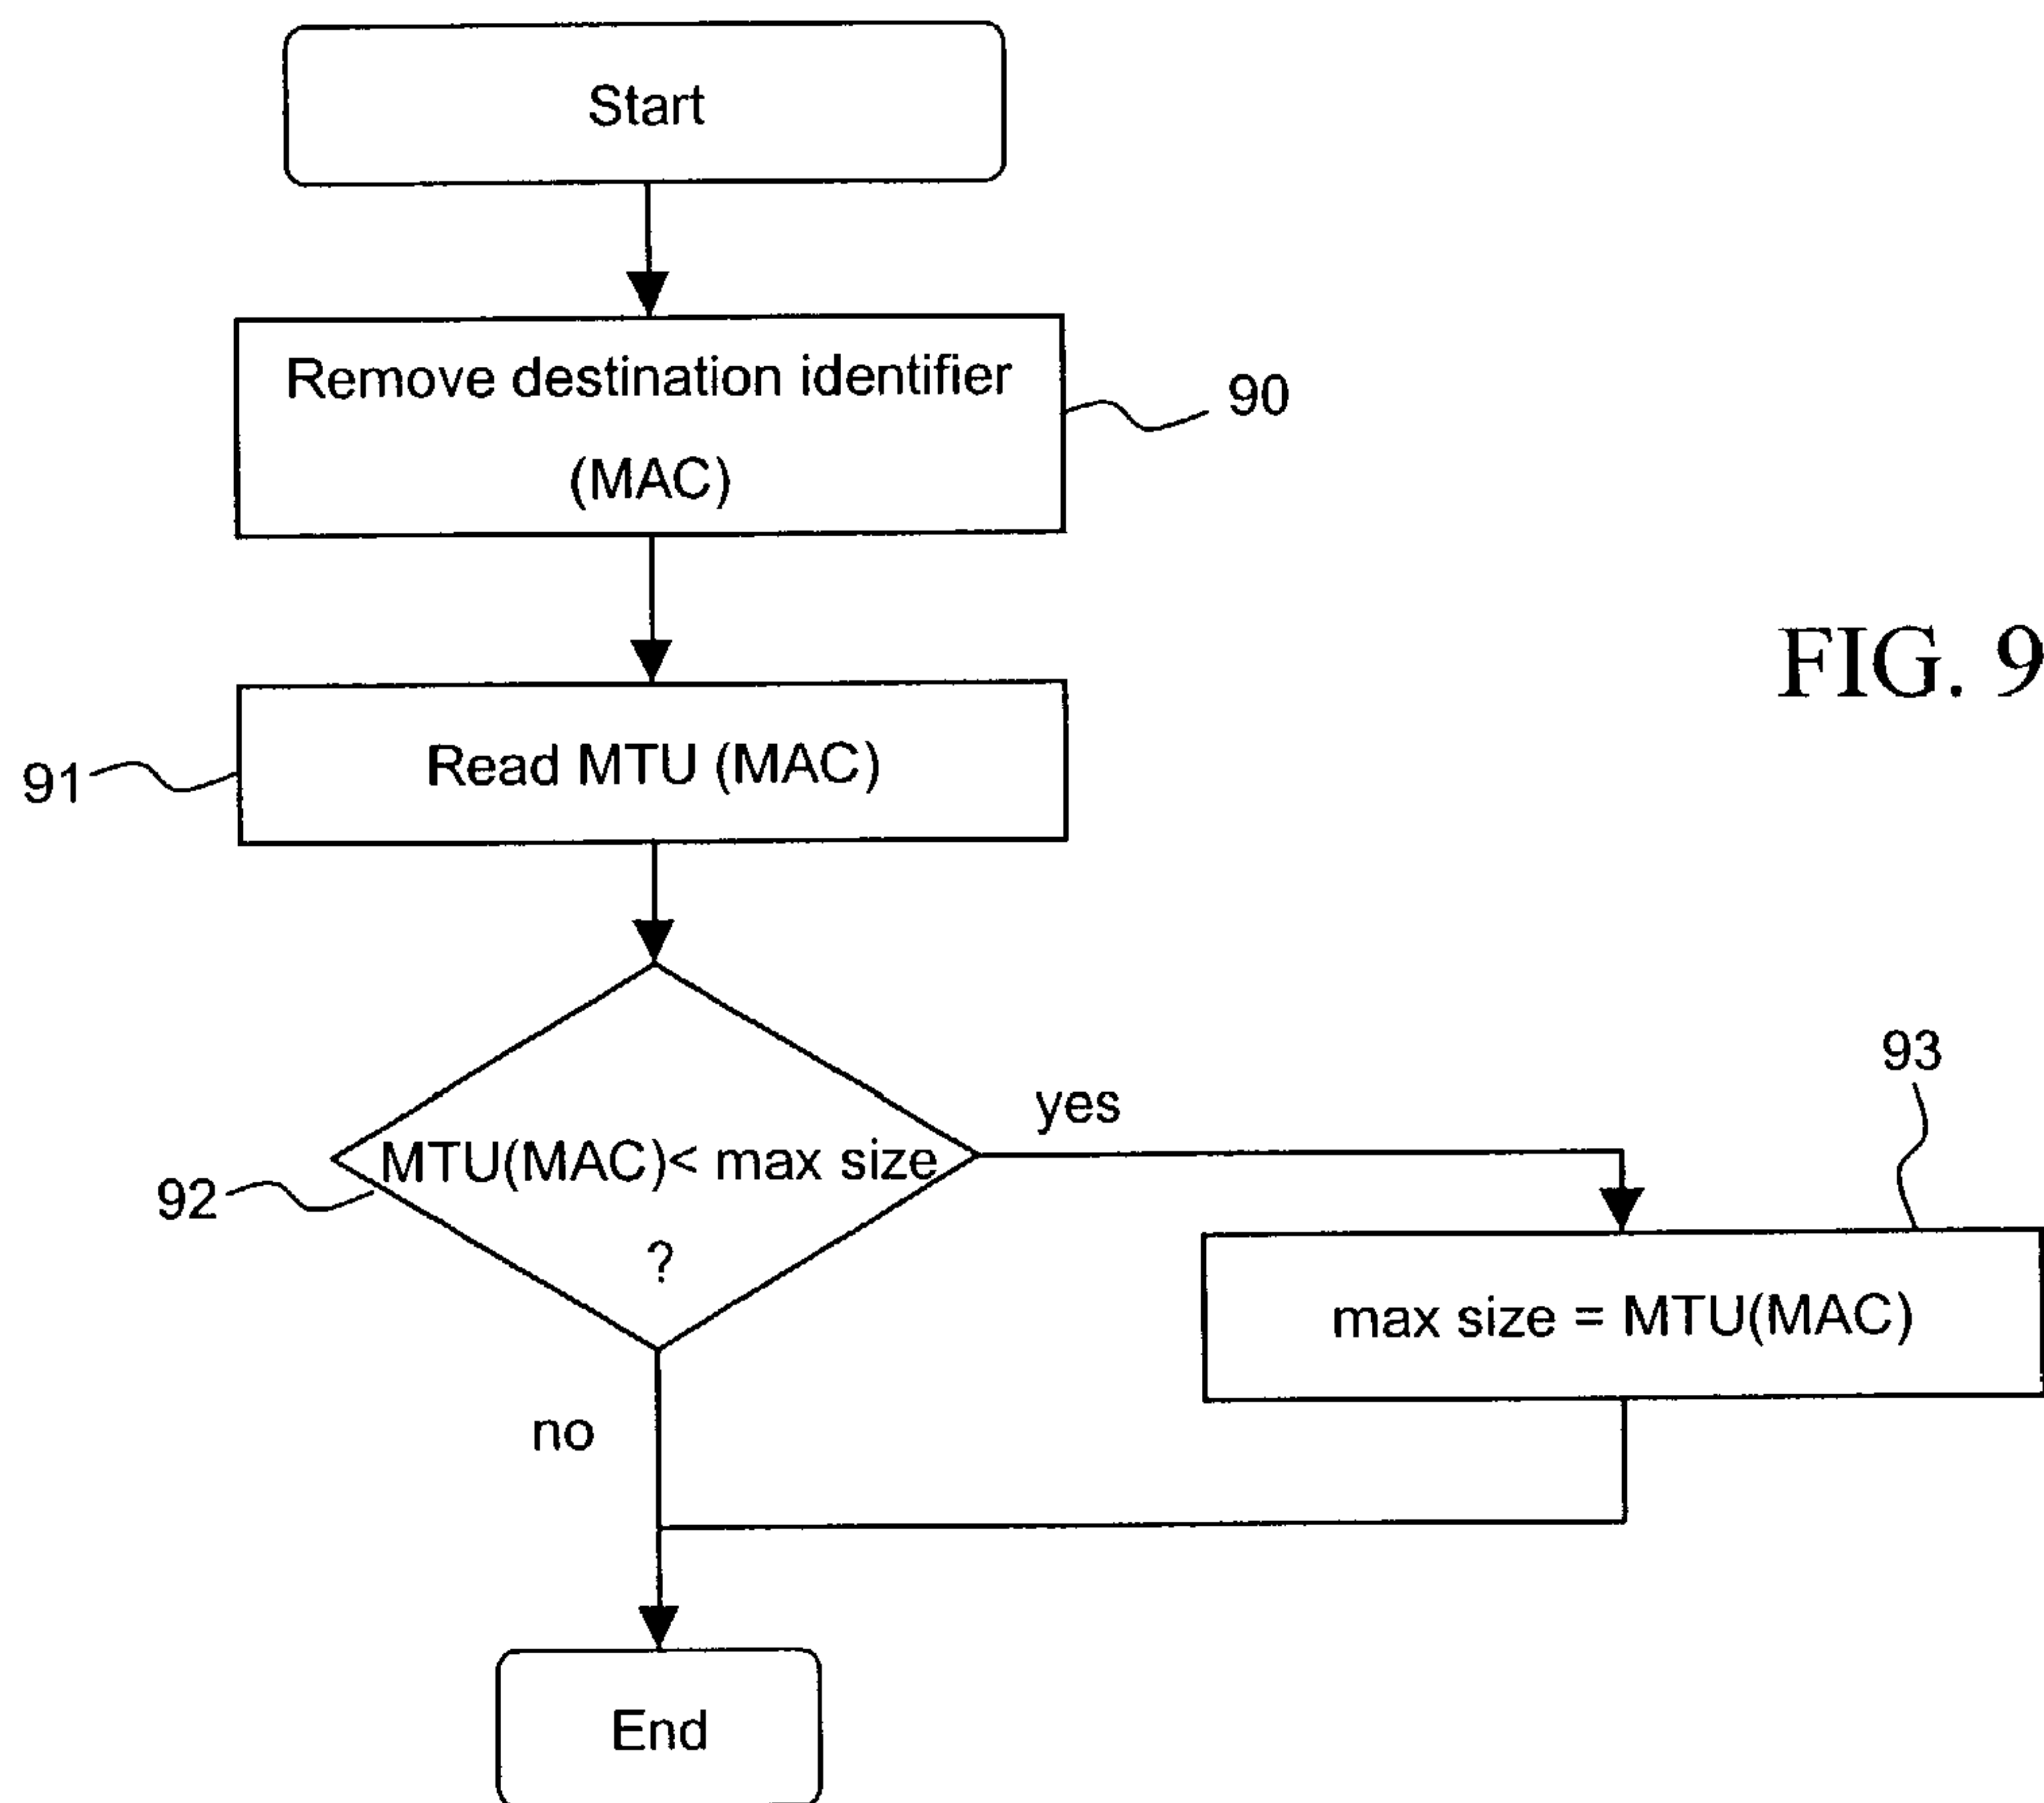 Start
Remove destination identifier
(MAC)
90
FIG. 9
Read MTU (MAC)
91
MTU(MAC)< max size
?
92
yes
93
max size = MTU(MAC)
no
End